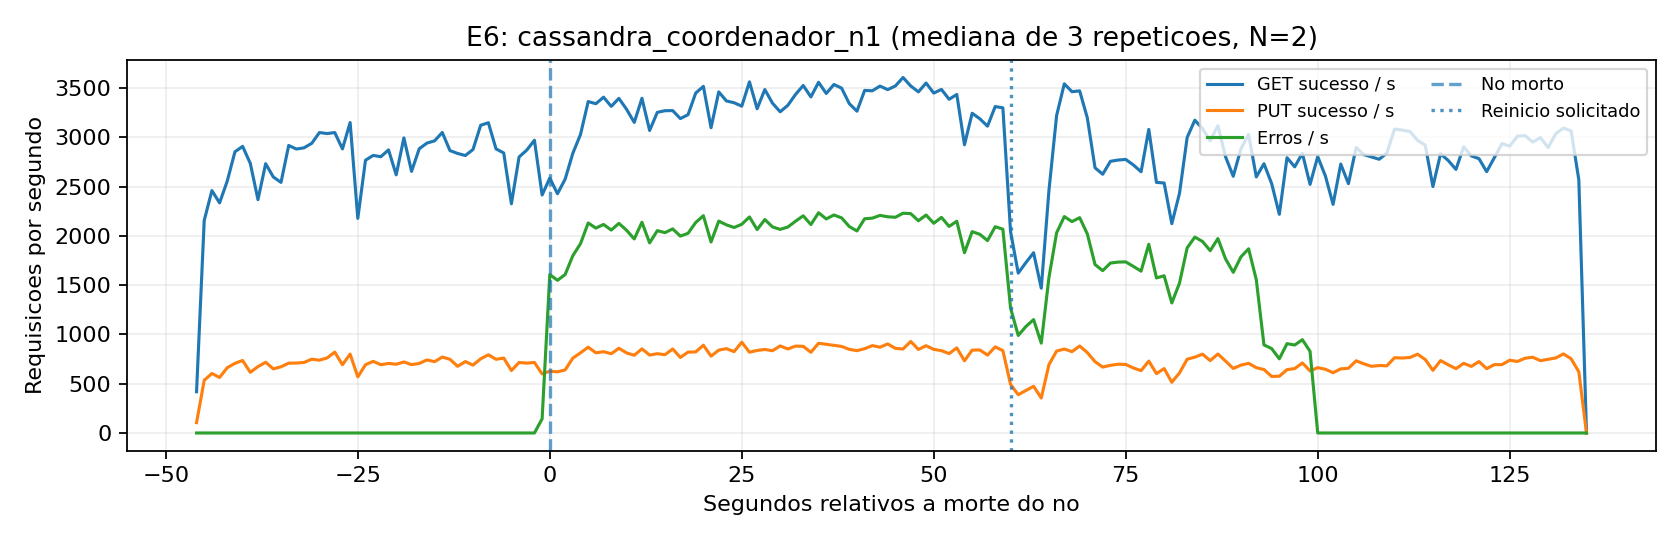 E6: cassandra_coordenador_n1 (mediana de 3 repeticoes, N=2)
Requisicoes por segundo
3500
3000
2500
2000
1500
1000
500
0
GET sucesso / s
PUT sucesso / s
Erros / s
No morto
Reinicio solicitado
−50
−25
0
25
50
75
100
125
Segundos relativos a morte do no